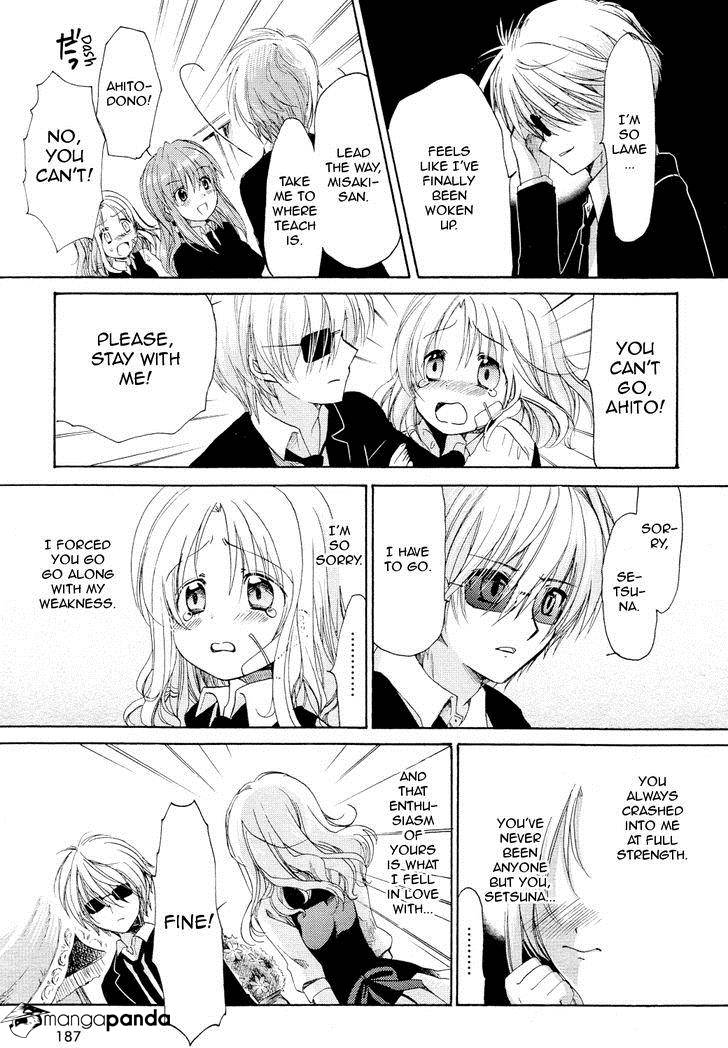 I'M
SO
LAME
...
FEELS
LIKE I'VE
FINALLY
BEEN
WOKEN
UP.
LEAD
THE WAY,
MISAKI-
SAN.
TAKE
ME TO
WHERE
TEACH
IS.
AHITO-
DONO!
NO,
YOU
CAN'T!
だっ
Dash
YOU
CAN'T
GO,
AHITO!
PLEASE,
STAY WITH
ME!
SOR-
RY,
SE-
TSU-
NA.
I HAVE
TO GO.
..........
I'M
SO
SORRY.
I FORCED
YOU GO
GO ALONG
WITH MY
WEAKNESS.
YOU
ALWAYS
CRASHED
INTO ME
AT FULL
STRENGTH.
YOU'VE
NEVER
BEEN
ANYONE
BUT YOU,
SETSUNA...
..........
AND
THAT
ENTHU-
SIASM OF
YOURS
IS WHAT
I FELL
IN LOVE
WITH...
FINE!
mangapanda
187